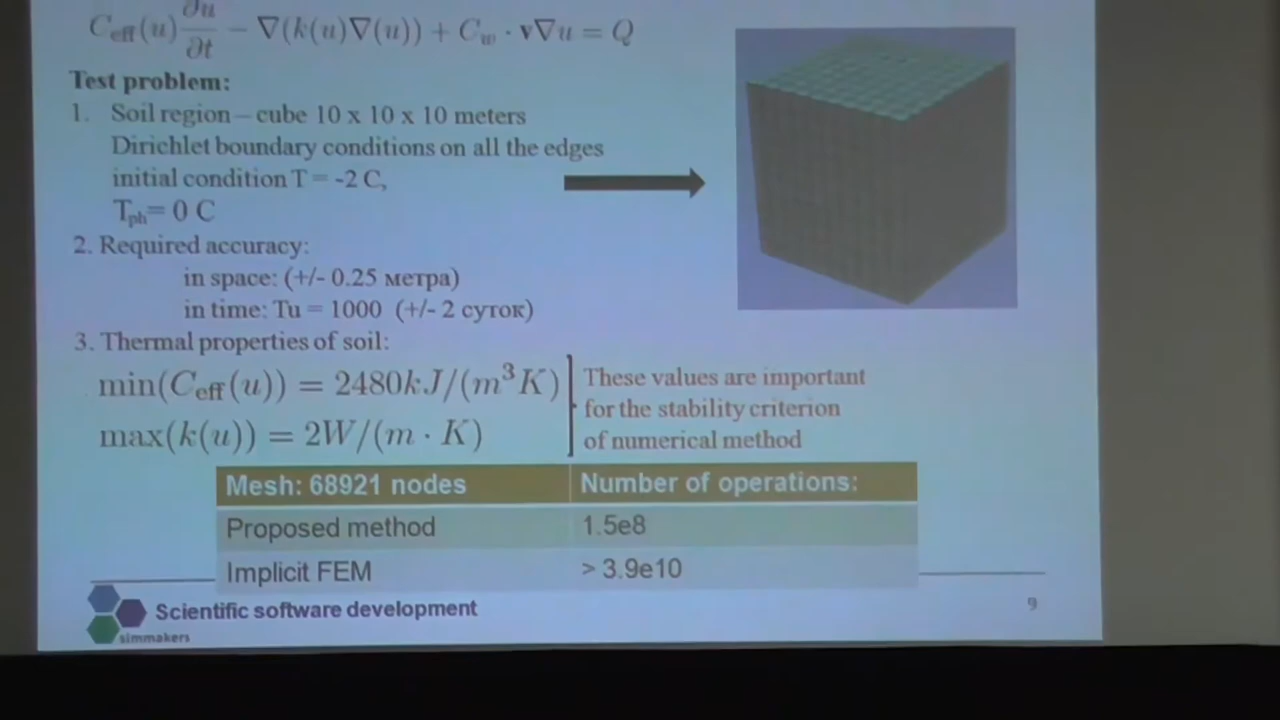 C_eff(u) ∂u/∂t − ∇(k(u)∇(u)) + C_w · v∇u = Q
Test problem:
1. Soil region – cube 10 x 10 x 10 meters
Dirichlet boundary conditions on all the edges
initial condition T = -2 C,
T_ph= 0 C
2. Required accuracy:
in space: (+/- 0.25 метра)
in time: Tu = 1000 (+/- 2 суток)
3. Thermal properties of soil:
min(C_eff(u)) = 2480kJ/(m³K)
max(k(u)) = 2W/(m · K)
These values are important
for the stability criterion
of numerical method
Mesh: 68921 nodes Number of operations:
Proposed method 1.5e8
Implicit FEM > 3.9e10
Scientific software development
simmakers
9